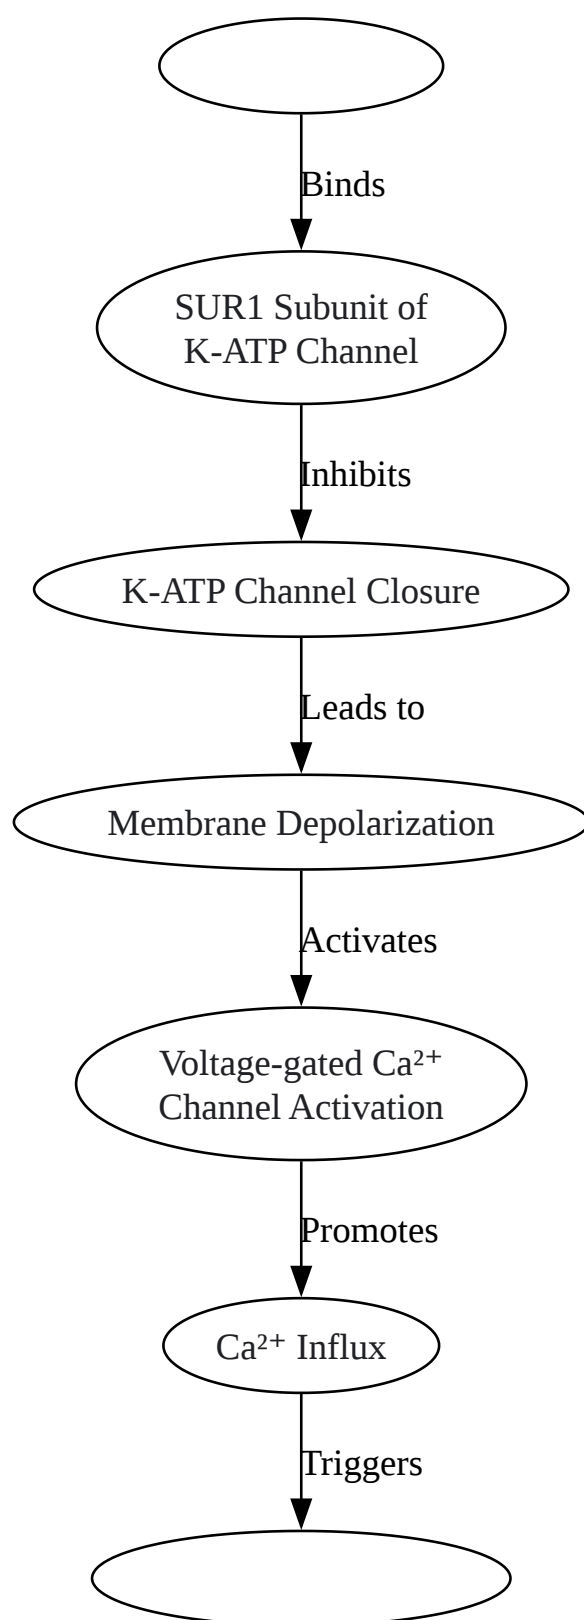 Binds
SUR1 Subunit of
K-ATP Channel
Inhibits
K-ATP Channel Closure
Leads to
Membrane Depolarization
Activates
Voltage-gated Ca²⁺
Channel Activation
Promotes
Ca²⁺ Influx
Triggers